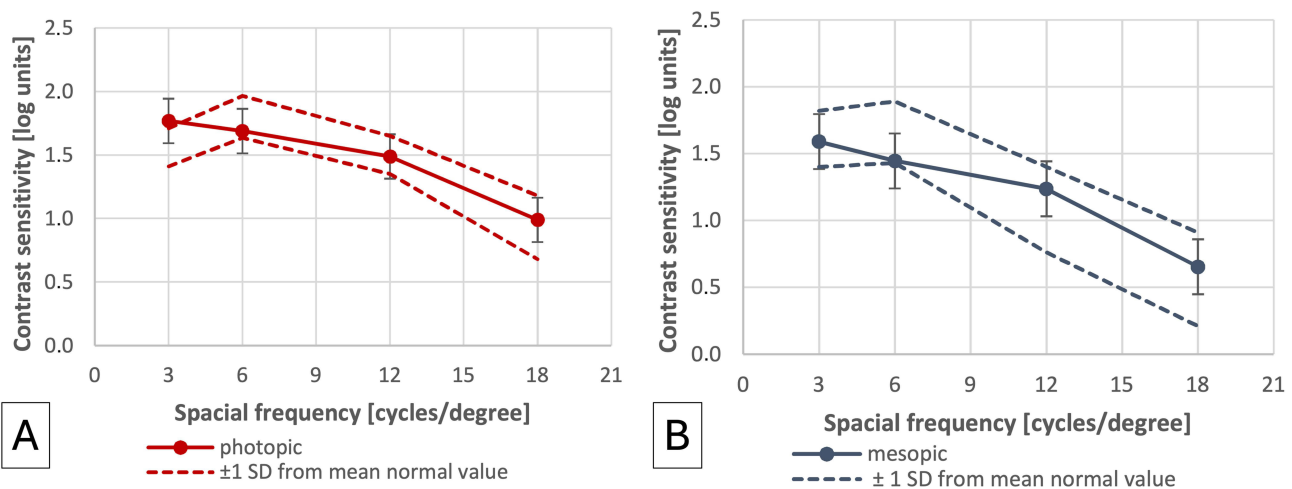 Contrast sensitivity [log units]
2.5
2.0
1.5
1.0
0.5
0.0
0 3 6 9 12 15 18 21
Spacial frequency [cycles/degree]
A
photopic
±1 SD from mean normal value
Contrast sensitivity [log units]
2.5
2.0
1.5
1.0
0.5
0.0
0 3 6 9 12 15 18 21
Spacial frequency [cycles/degree]
B
mesopic
± 1 SD from mean normal value